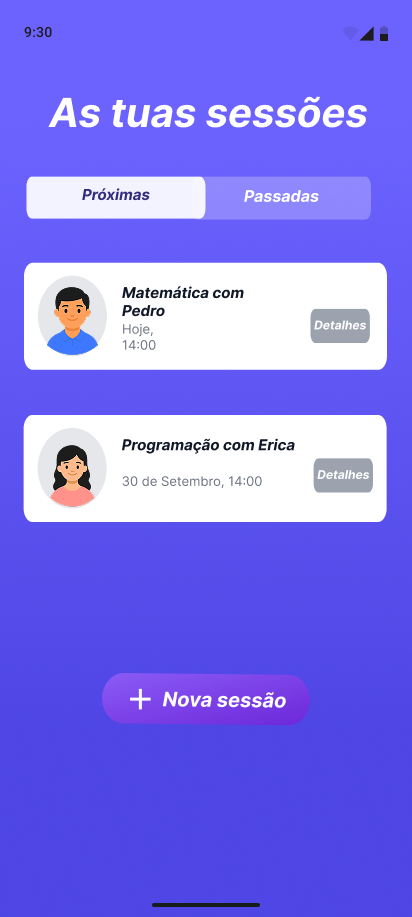 9:30
As tuas sessões
Próximas
Passadas
Matemática com
Pedro
Hoje,
14:00
Detalhes
Programação com Erica
30 de Setembro, 14:00
Detalhes
Nova sessão